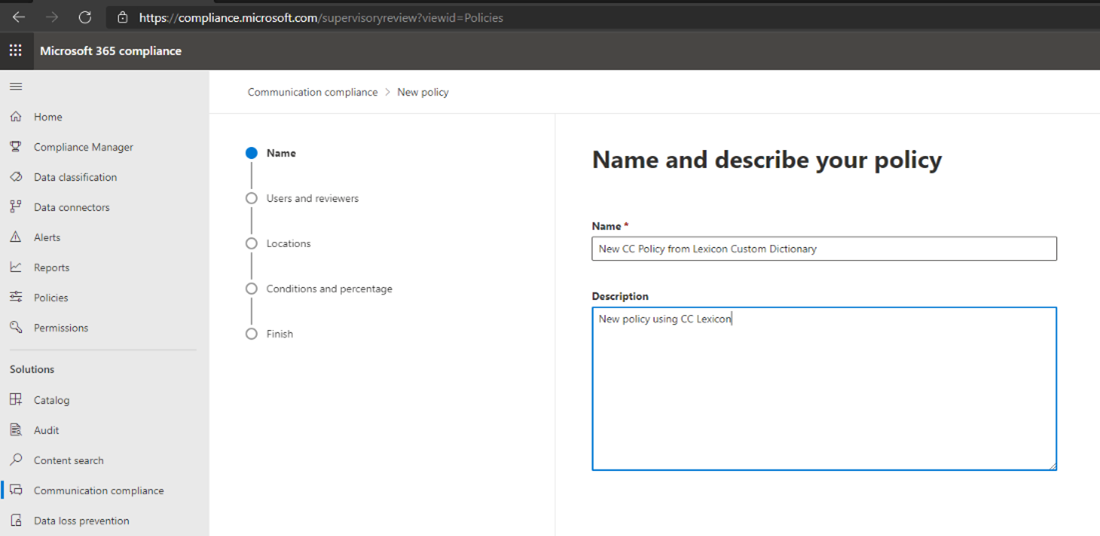 https://compliance.microsoft.com/supervisoryreview?viewid=Policies
Microsoft 365 compliance
Home
Compliance Manager
Data classification
Data connectors
Alerts
Reports
Policies
Permissions
Solutions
Catalog
Audit
Content search
Communication compliance
Data loss prevention
Communication compliance > New policy
Name
Users and reviewers
Locations
Conditions and percentage
Finish
Name and describe your policy
Name *
New CC Policy from Lexicon Custom Dictionary
Description
New policy using CC Lexicon